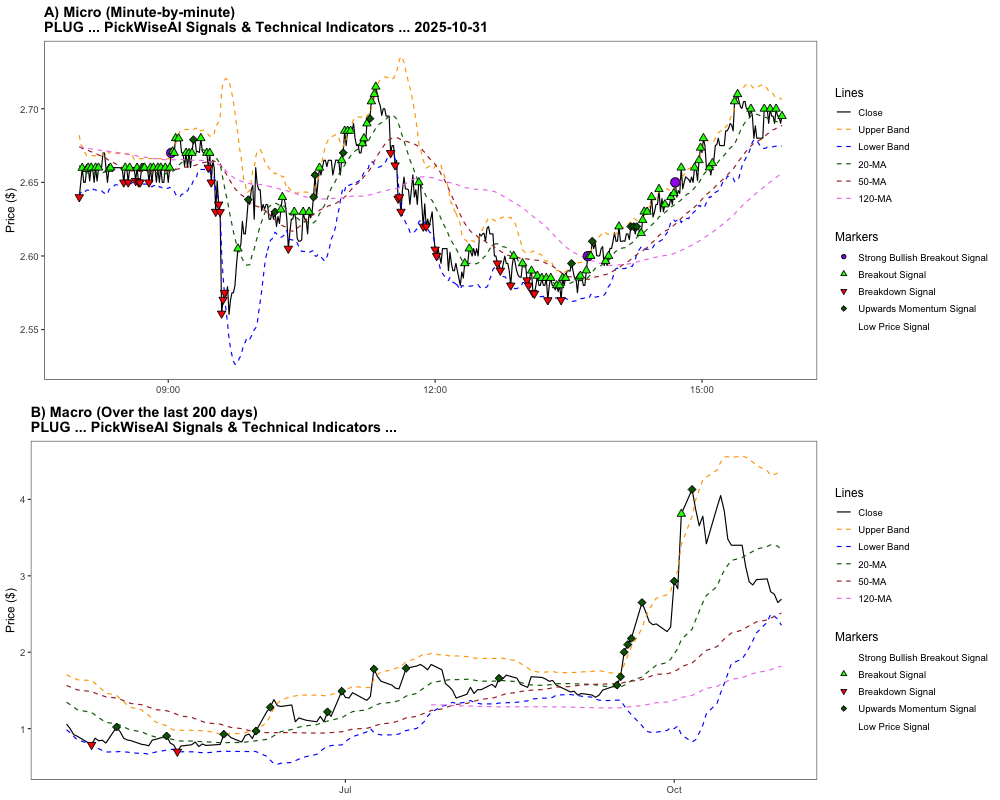 A) Micro (Minute-by-minute)
PLUG ... PickWiseAI Signals & Technical Indicators ... 2025-10-31
Price ($)
2.70
2.65
2.60
2.55
09:00
12:00
15:00
Lines
Close
Upper Band
Lower Band
20-MA
50-MA
120-MA
Markers
Strong Bullish Breakout Signal
Breakout Signal
Breakdown Signal
Upwards Momentum Signal
Low Price Signal
B) Macro (Over the last 200 days)
PLUG ... PickWiseAI Signals & Technical Indicators ...
Price ($)
4
3
2
1
Jul
Oct
Lines
Close
Upper Band
Lower Band
20-MA
50-MA
120-MA
Markers
Strong Bullish Breakout Signal
Breakout Signal
Breakdown Signal
Upwards Momentum Signal
Low Price Signal